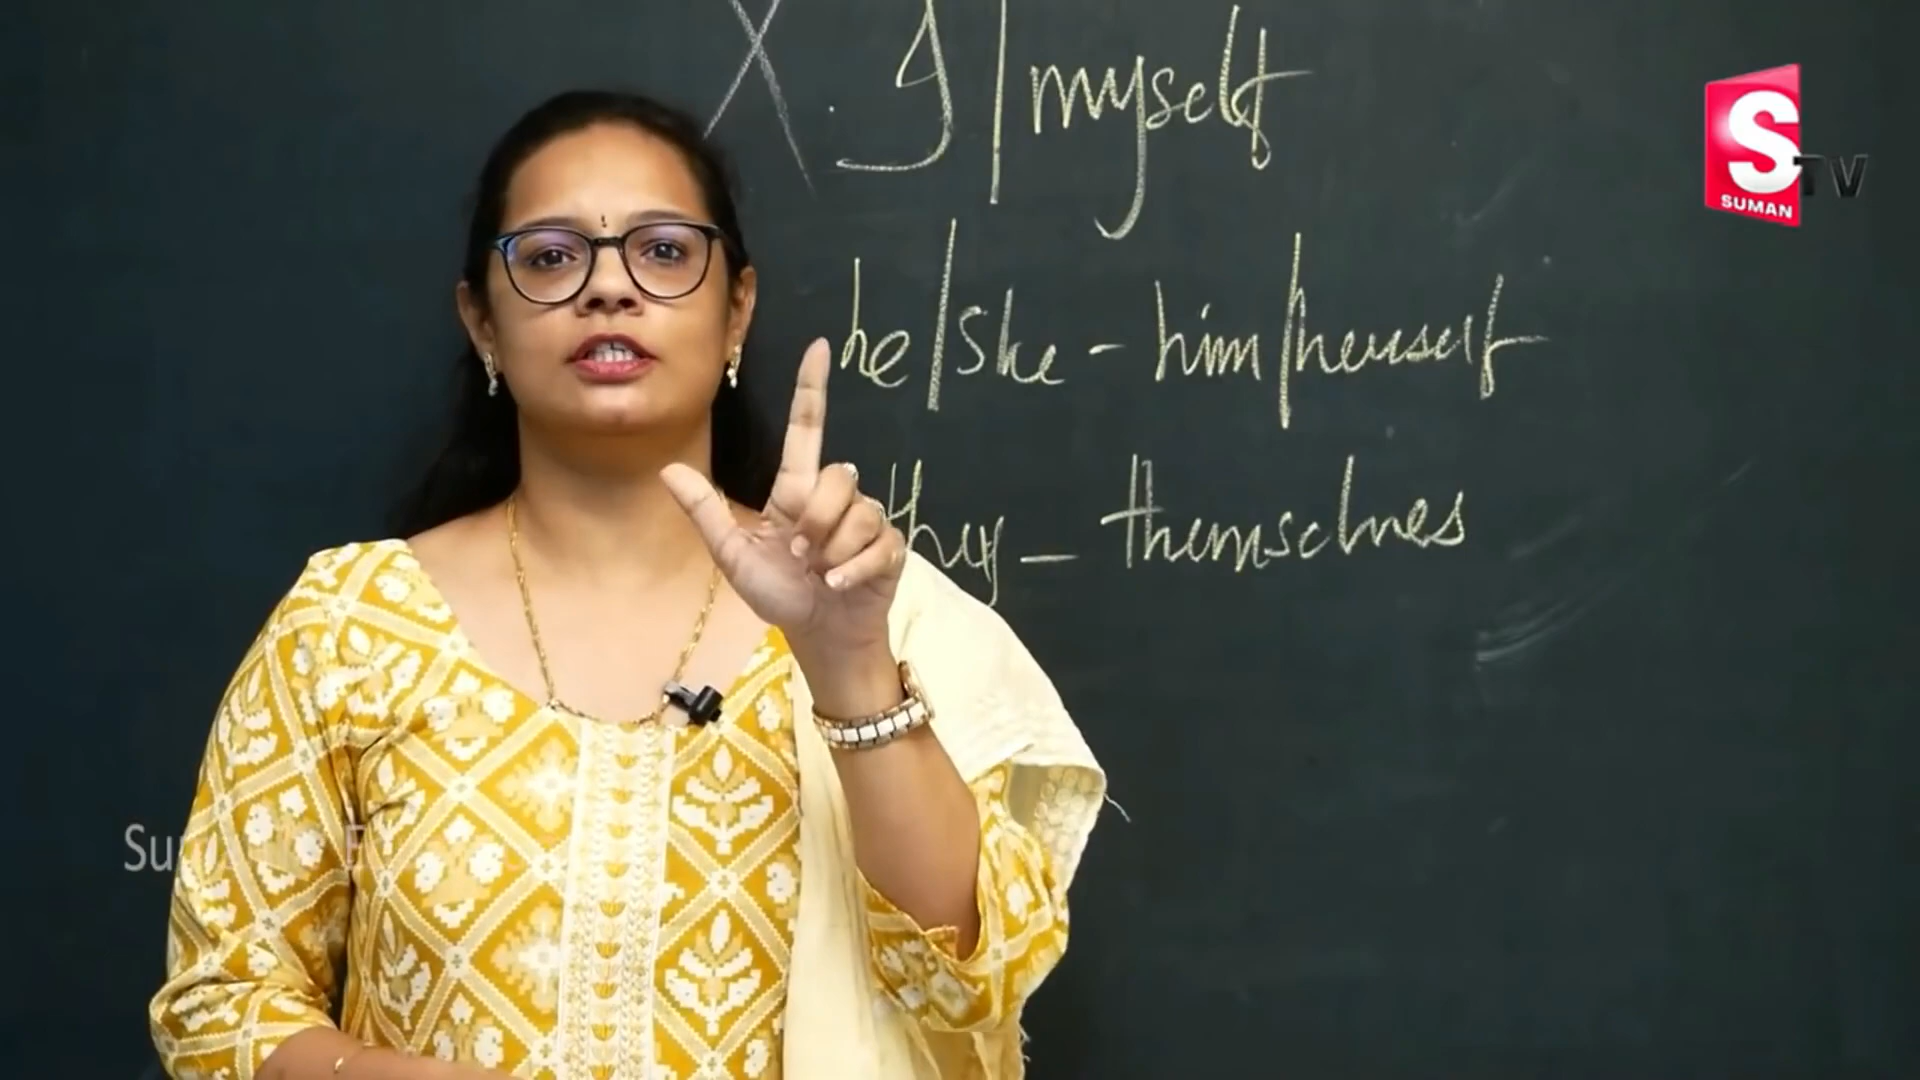 X . I | myself
S TV
SUMAN
he | She - him | herself
they - themselves